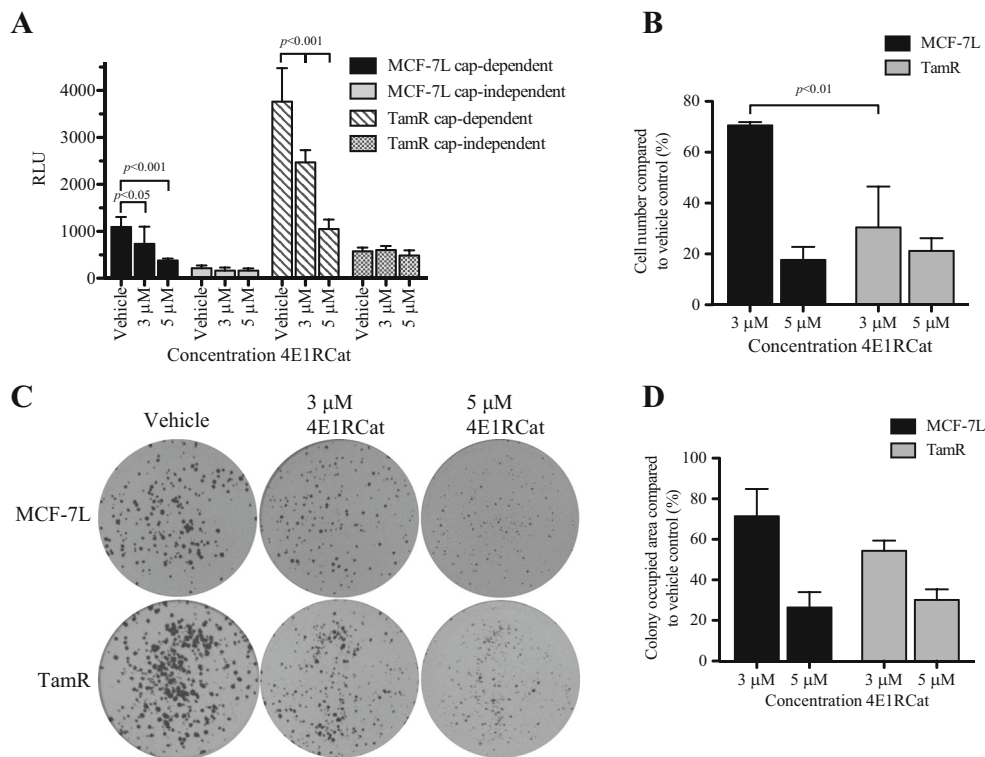 A
p<0.001
MCF-7L cap-dependent
MCF-7L cap-independent
TamR cap-dependent
TamR cap-independent
RLU
4000
3000
2000
1000
0
p<0.001
p<0.05
Vehicle
3 µM
5 µM
Vehicle
3 µM
5 µM
Vehicle
3 µM
5 µM
Vehicle
3 µM
5 µM
Concentration 4E1RCat
B
MCF-7L
TamR
p<0.01
Cell number compared
to vehicle control (%)
80
60
40
20
0
3 µM 5 µM 3 µM 5 µM
Concentration 4E1RCat
C
Vehicle
3 µM
4E1RCat
5 µM
4E1RCat
MCF-7L
TamR
D
MCF-7L
TamR
Colony occupied area compared
to vehicle control (%)
100
80
60
40
20
0
3 µM 5 µM 3 µM 5 µM
Concentration 4E1RCat